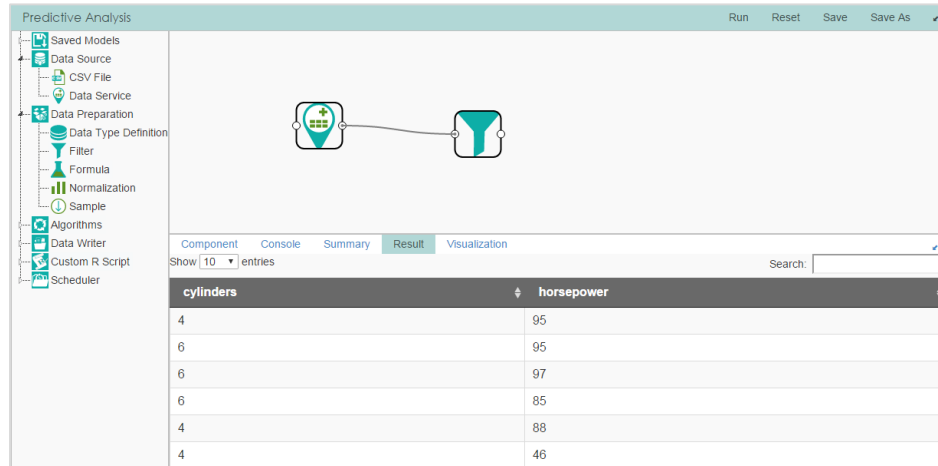 Predictive Analysis Run Reset Save Save As
Saved Models
Data Source
CSV File
Data Service
Data Preparation
Data Type Definition
Filter
Formula
Normalization
Sample
Algorithms
Data Writer
Custom R Script
Scheduler
Component Console Summary Result Visualization
Show 10 entries Search:
cylinders horsepower
4 95
6 95
6 97
6 85
4 88
4 46